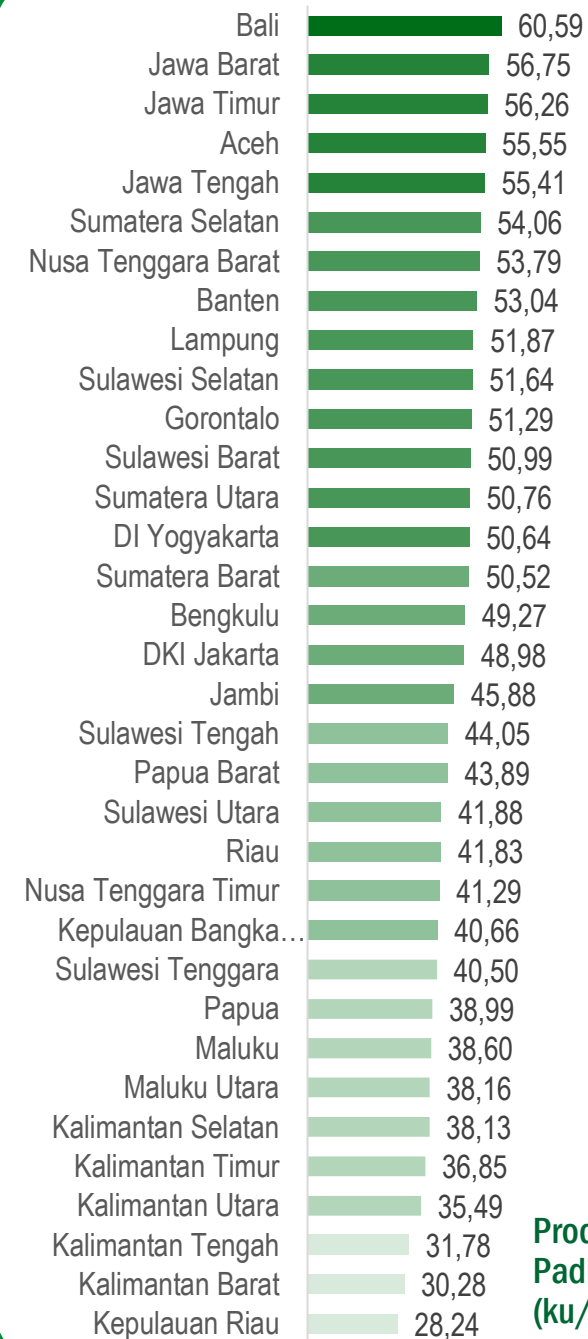 Bali 60,59
Jawa Barat 56,75
Jawa Timur 56,26
Aceh 55,55
Jawa Tengah 55,41
Sumatera Selatan 54,06
Nusa Tenggara Barat 53,79
Banten 53,04
Lampung 51,87
Sulawesi Selatan 51,64
Gorontalo 51,29
Sulawesi Barat 50,99
Sumatera Utara 50,76
DI Yogyakarta 50,64
Sumatera Barat 50,52
Bengkulu 49,27
DKI Jakarta 48,98
Jambi 45,88
Sulawesi Tengah 44,05
Papua Barat 43,89
Sulawesi Utara 41,88
Riau 41,83
Nusa Tenggara Timur 41,29
Kepulauan Bangka… 40,66
Sulawesi Tenggara 40,50
Papua 38,99
Maluku 38,60
Maluku Utara 38,16
Kalimantan Selatan 38,13
Kalimantan Timur 36,85
Kalimantan Utara 35,49
Kalimantan Tengah 31,78
Kalimantan Barat 30,28
Kepulauan Riau 28,24